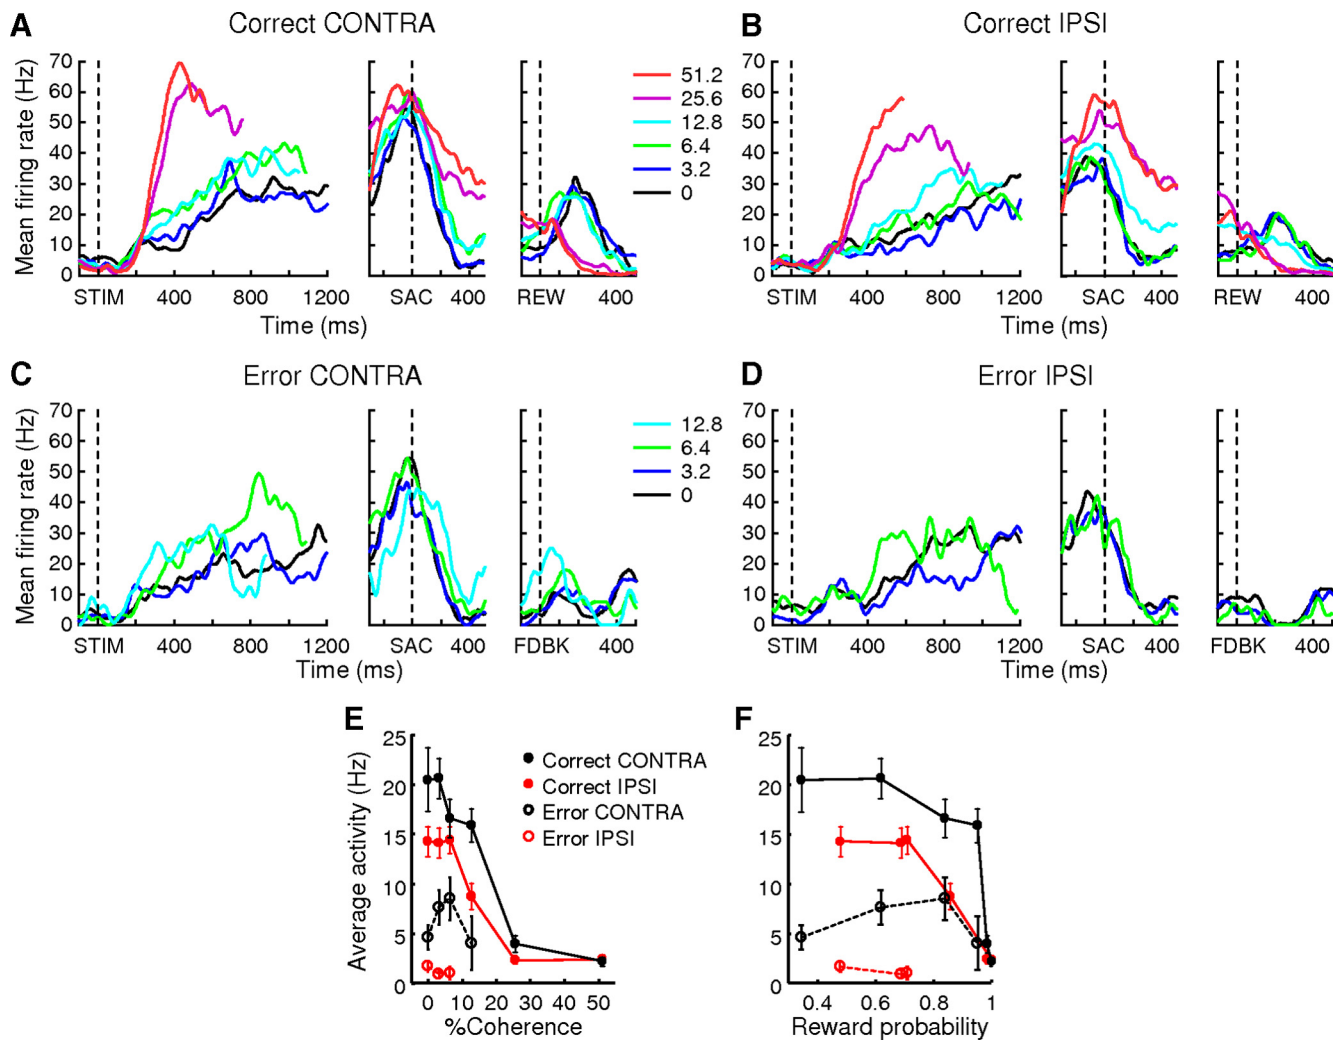 A Correct CONTRA
B Correct IPSI
Mean firing rate (Hz)
70
60
50
40
30
20
10
0
STIM 400 800 1200
SAC 400
REW 400
Time (ms)
51.2
25.6
12.8
6.4
3.2
0
70
60
50
40
30
20
10
0
STIM 400 800 1200
SAC 400
REW 400
Time (ms)
C Error CONTRA
D Error IPSI
Mean firing rate (Hz)
70
60
50
40
30
20
10
0
STIM 400 800 1200
SAC 400
FDBK 400
Time (ms)
12.8
6.4
3.2
0
70
60
50
40
30
20
10
0
STIM 400 800 1200
SAC 400
FDBK 400
Time (ms)
E
Average activity (Hz)
25
20
15
10
5
0
0 10 20 30 40 50
%Coherence
Correct CONTRA
Correct IPSI
Error CONTRA
Error IPSI
F
25
20
15
10
5
0
0.4 0.6 0.8 1
Reward probability